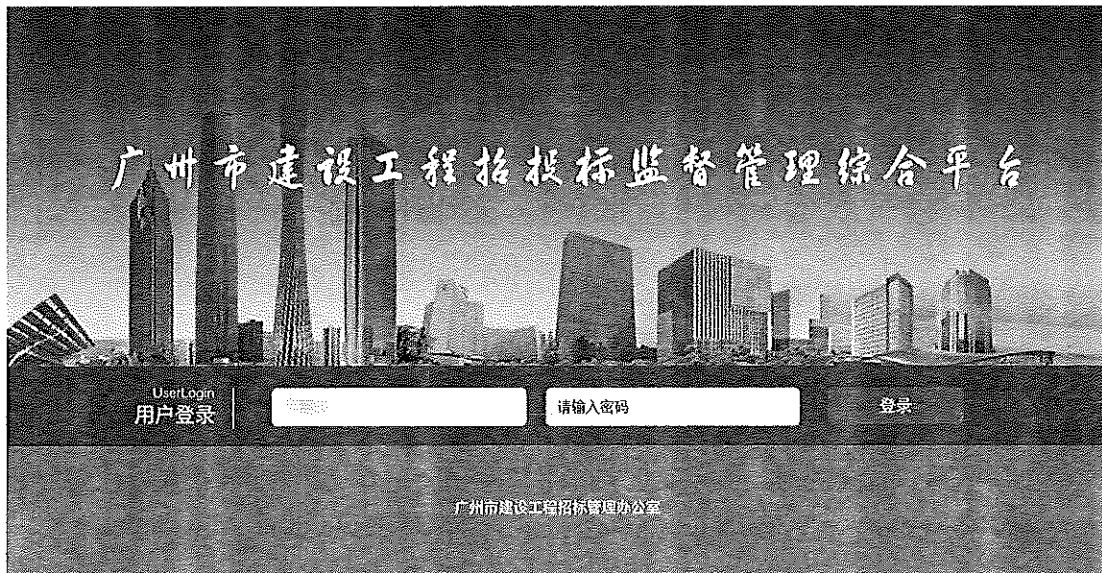 广州市建设工程招投标监督管理综合平台
UserLogin
用户登录
请输入密码
登录
广州市建设工程招标管理办公室